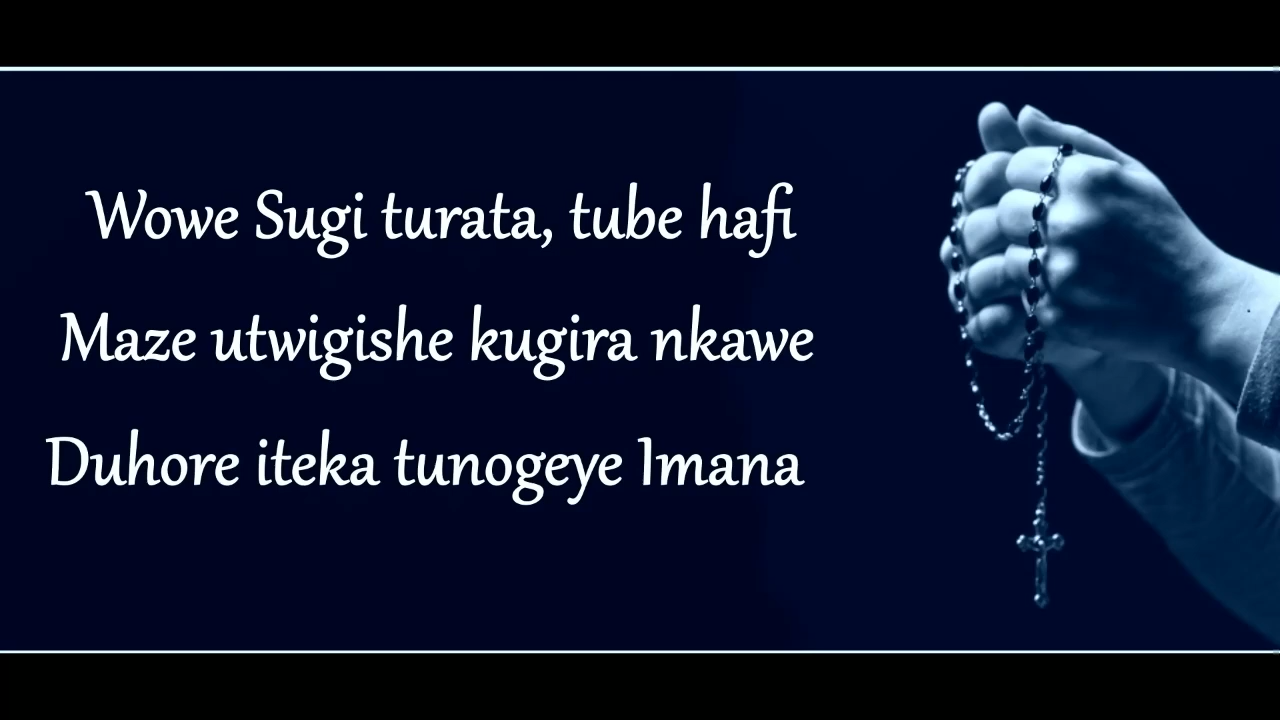 Wowe Sugi turata, tube hafi
Maze utwigishe kugira nkawe
Duhore iteka tunogeye Imana